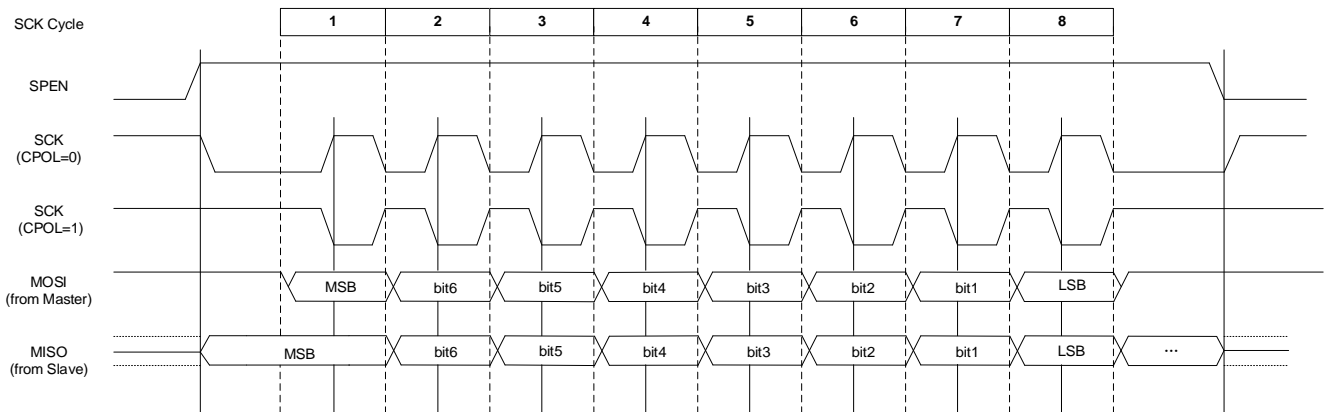 SCK Cycle 1 2 3 4 5 6 7 8
SPEN
SCK
(CPOL=0)
SCK
(CPOL=1)
MOSI
(from Master)
MSB bit6 bit5 bit4 bit3 bit2 bit1 LSB
MISO
(from Slave)
MSB bit6 bit5 bit4 bit3 bit2 bit1 LSB ...